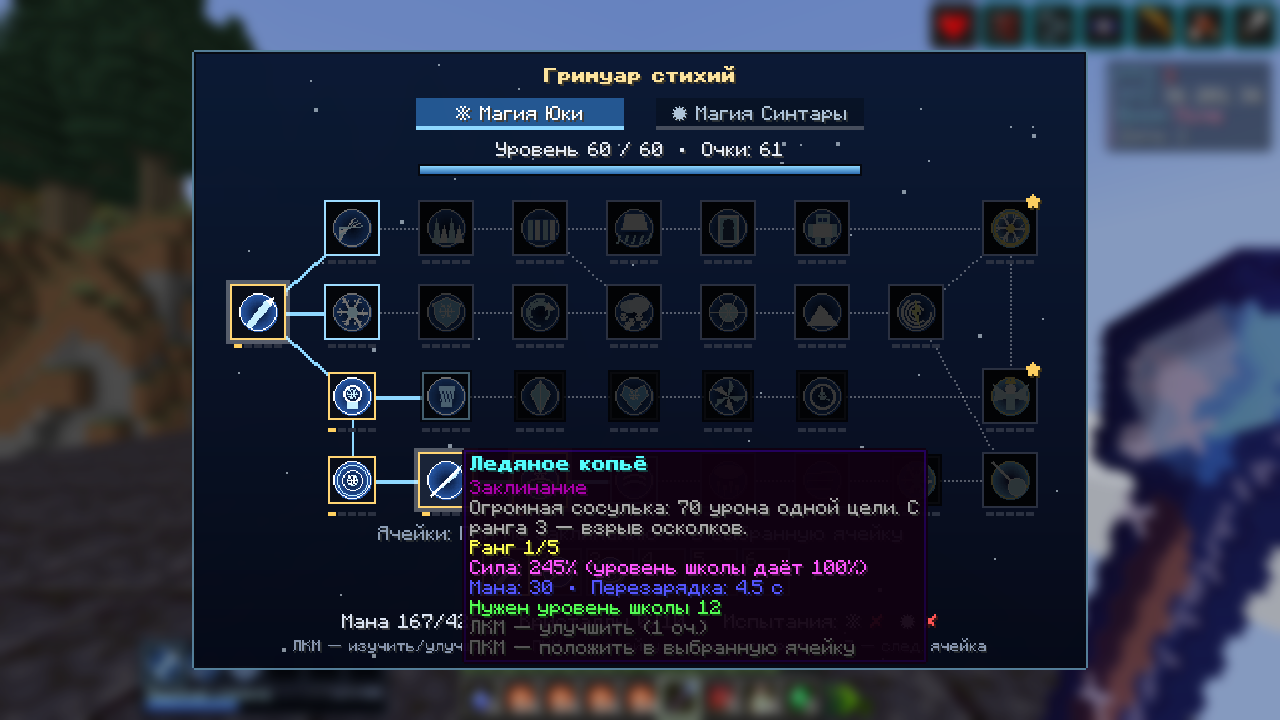 Гримуар стихий
Магия Юки
Магия Синтары
Уровень 60 / 60 • Очки: 61
Ледяное копьё
Заклинание
Огромная сосулька: 70 урона одной цели. С
ранга 3 — взрыв осколков.
Ранг 1/5
Сила: 245% (уровень школы даёт 100%)
Мана: 30 • Перезарядка: 4.5 с
Нужен уровень школы 12
ЛКМ — улучшить (1 оч.)
ПКМ — положить в выбранную ячейку
Ячейки:
Мана 167/42
Испытания:
ЛКМ — изучить/улуч
ячейка